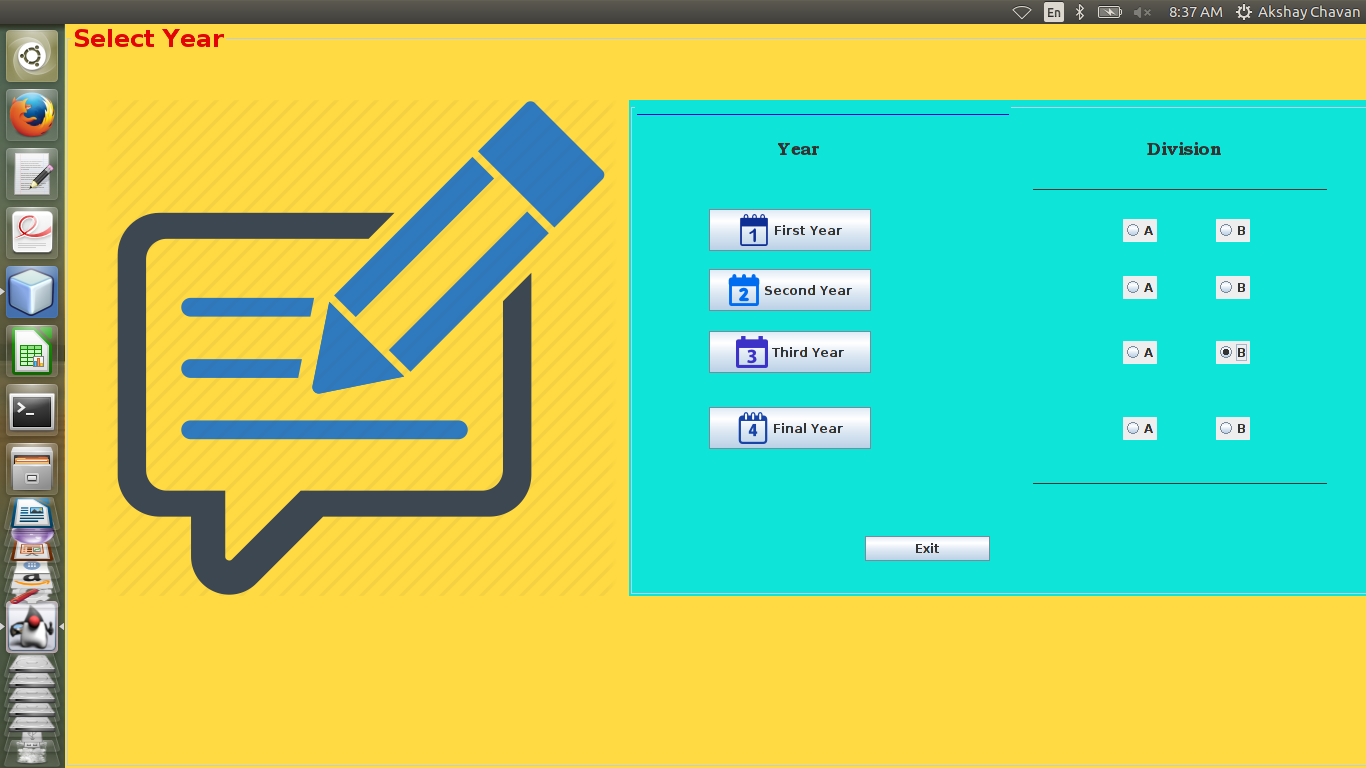 En 8:37 AM Akshay Chavan
Select Year
Year Division
1 First Year A B
2 Second Year A B
3 Third Year A B
4 Final Year A B
Exit
>_
a